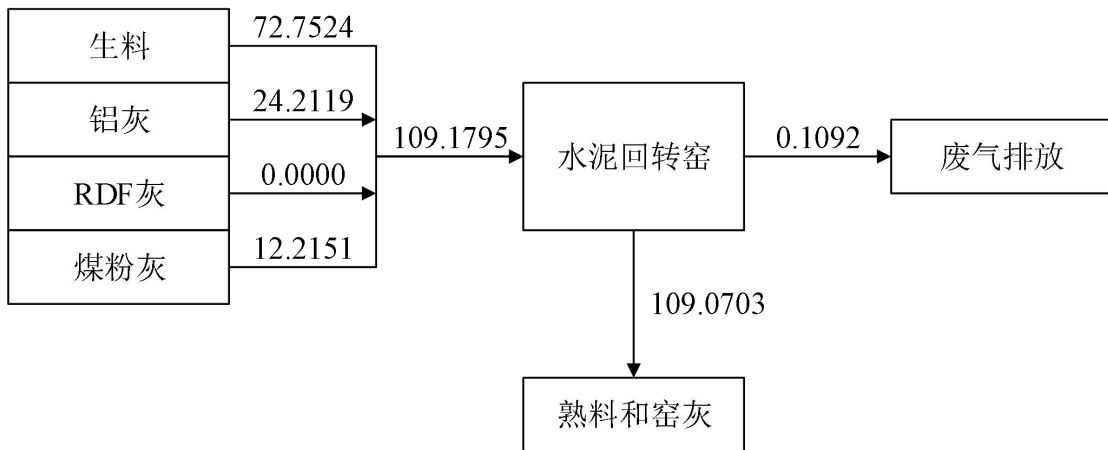 生料
72.7524
铝灰
24.2119
RDF灰
0.0000
煤粉灰
12.2151
109.1795
水泥回转窑
0.1092
废气排放
109.0703
熟料和窑灰